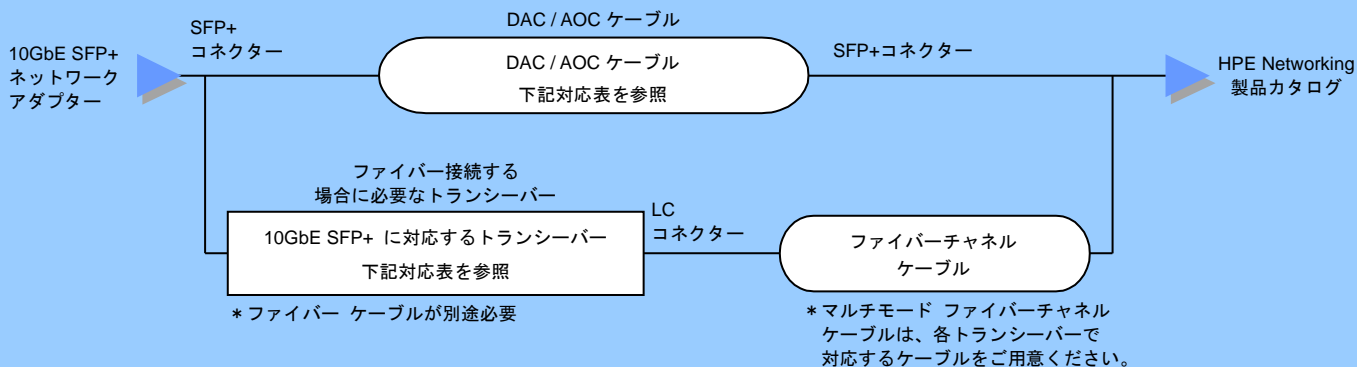 10GbE SFP+
ネットワーク
アダプター
SFP+
コネクター
DAC / AOC ケーブル
DAC / AOC ケーブル
下記対応表を参照
SFP+コネクター
HPE Networking
製品カタログ
ファイバー接続する
場合に必要なトランシーバー
10GbE SFP+ に対応するトランシーバー
下記対応表を参照
＊ファイバー ケーブルが別途必要
LC
コネクター
ファイバーチャネル
ケーブル
＊マルチモード ファイバーチャネル
ケーブルは、各トランシーバーで
対応するケーブルをご用意ください。